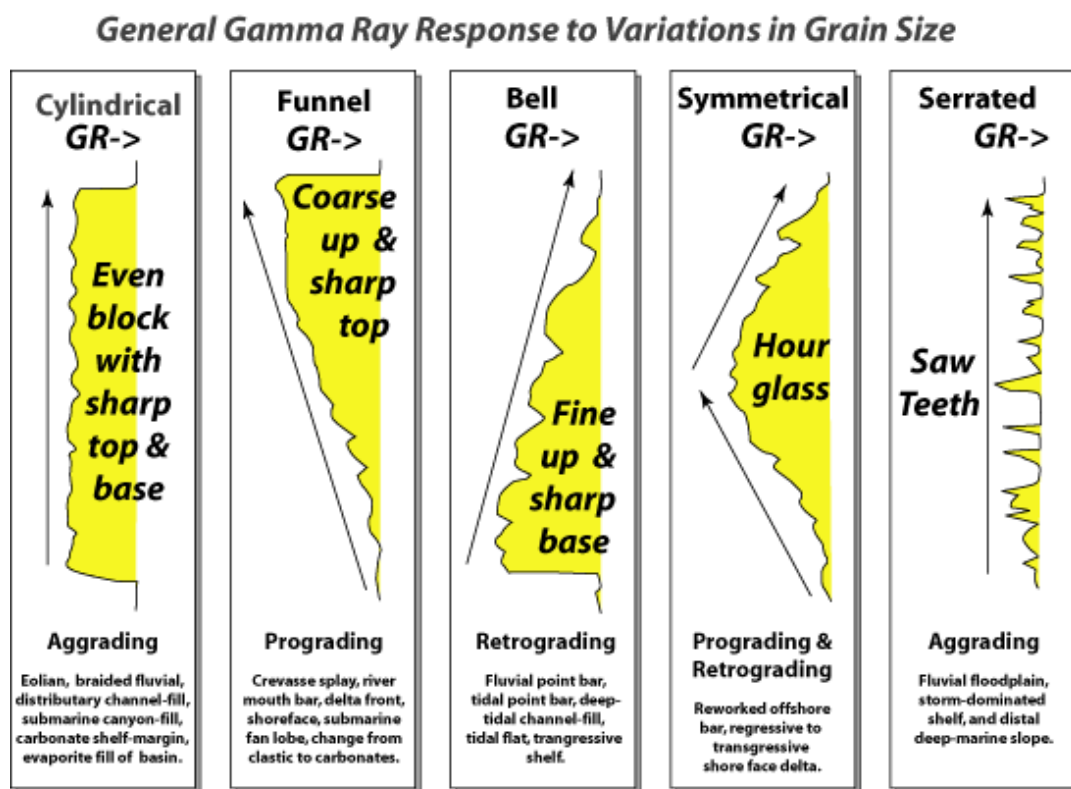 General Gamma Ray Response to Variations in Grain Size
Cylindrical
GR->
Even
block
with
sharp
top &
base
Aggrading
Eolian, braided fluvial,
distributary channel-fill,
submarine canyon-fill,
carbonate shelf-margin,
evaporite fill of basin.
Funnel
GR->
Coarse
up &
sharp
top
Prograding
Crevasse splay, river
mouth bar, delta front,
shoreface, submarine
fan lobe, change from
clastic to carbonates.
Bell
GR->
Fine
up &
sharp
base
Retrograding
Fluvial point bar,
tidal point bar, deep-
tidal channel-fill,
tidal flat, trangressive
shelf.
Symmetrical
GR->
Hour
glass
Prograding &
Retrograding
Reworked offshore
bar, regressive to
transgressive
shore face delta.
Serrated
GR->
Saw
Teeth
Aggrading
Fluvial floodplain,
storm-dominated
shelf, and distal
deep-marine slope.